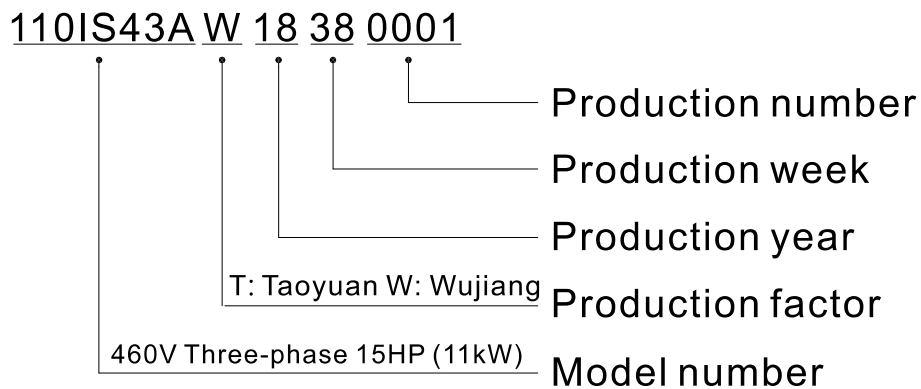 110IS43A W 18 38 0001
Production number
Production week
Production year
T: Taoyuan W: Wujiang
Production factor
460V Three-phase 15HP (11kW)
Model number